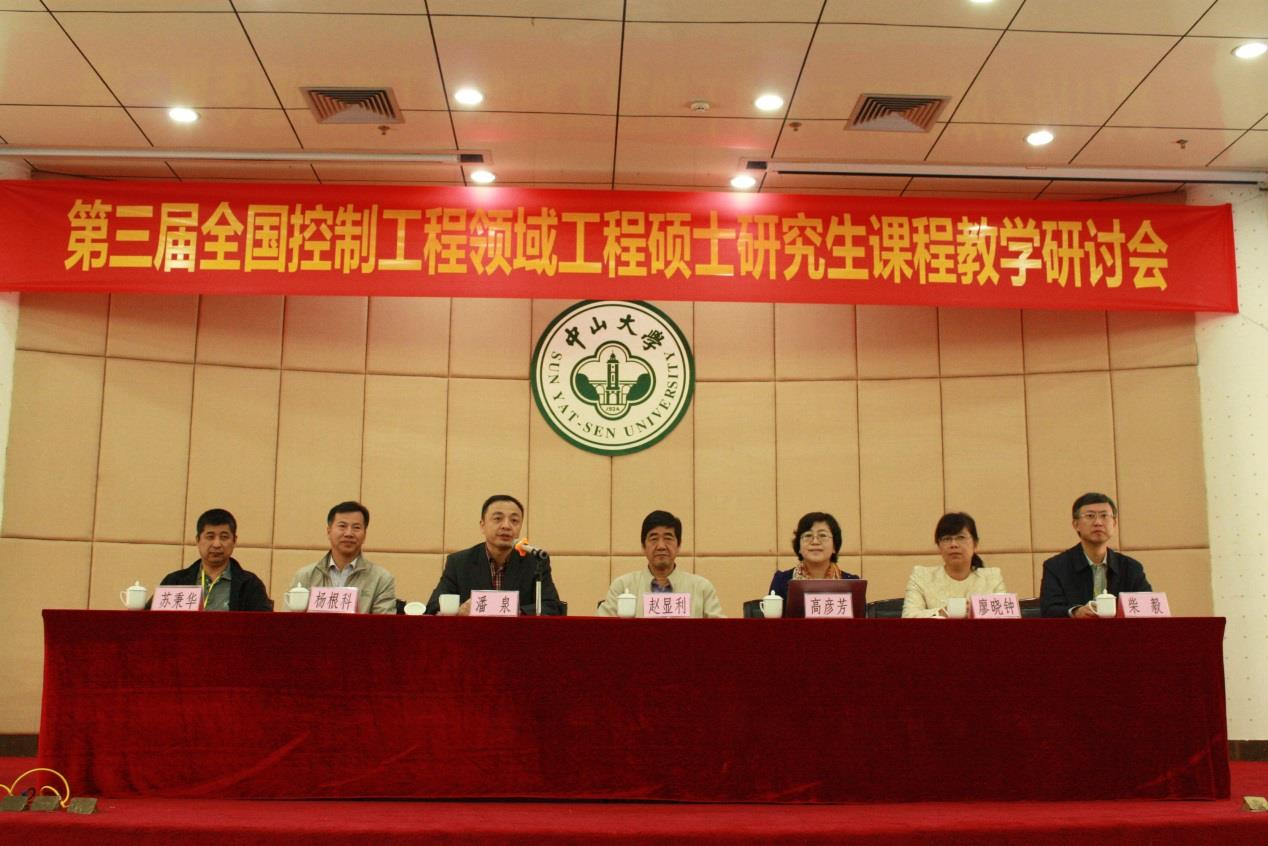 第三届全国控制工程领域工程硕士研究生课程教学研讨会
中山大学
SUN YAT-SEN UNIVERSITY
1924
苏秉华
杨根科
潘 泉
赵显利
高彦芳
廖晓钟
柴 毅